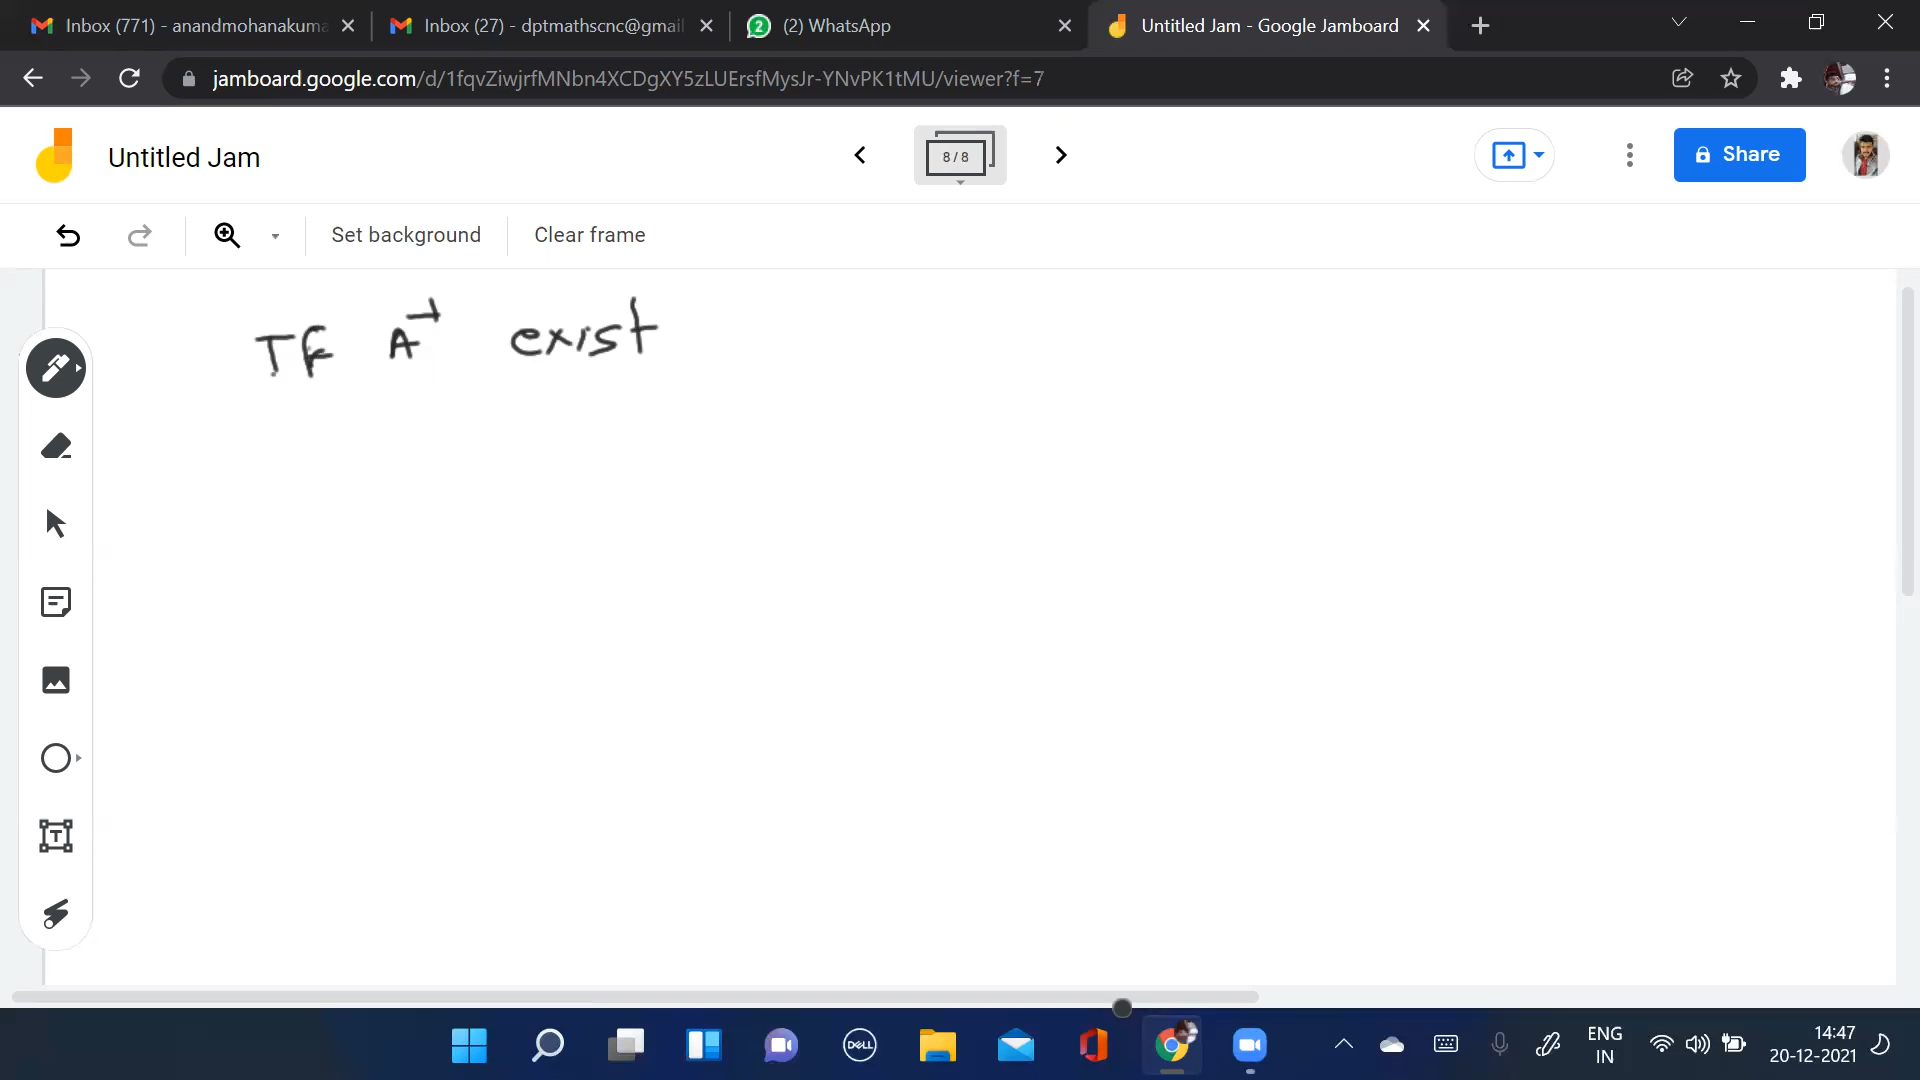 Inbox (771) - anandmohanakuma
Inbox (27) - dptmathscnc@gmail
(2) WhatsApp
Untitled Jam - Google Jamboard
jamboard.google.com/d/1fqvZiwjrfMNbn4XCDgXY5zLUErsfMysJr-YNvPK1tMU/viewer?f=7
Untitled Jam
8 / 8
Share
Set background
Clear frame
If A⁻¹ exist
DELL
ENG
IN
14:47
20-12-2021